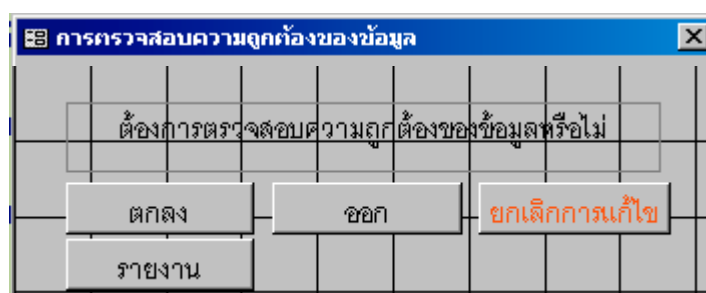 การตรวจสอบความถูกต้องของข้อมูล
ต้องการตรวจสอบความถูกต้องของข้อมูลหรือไม่
ตกลง ออก ยกเลิกการแก้ไข
รายงาน